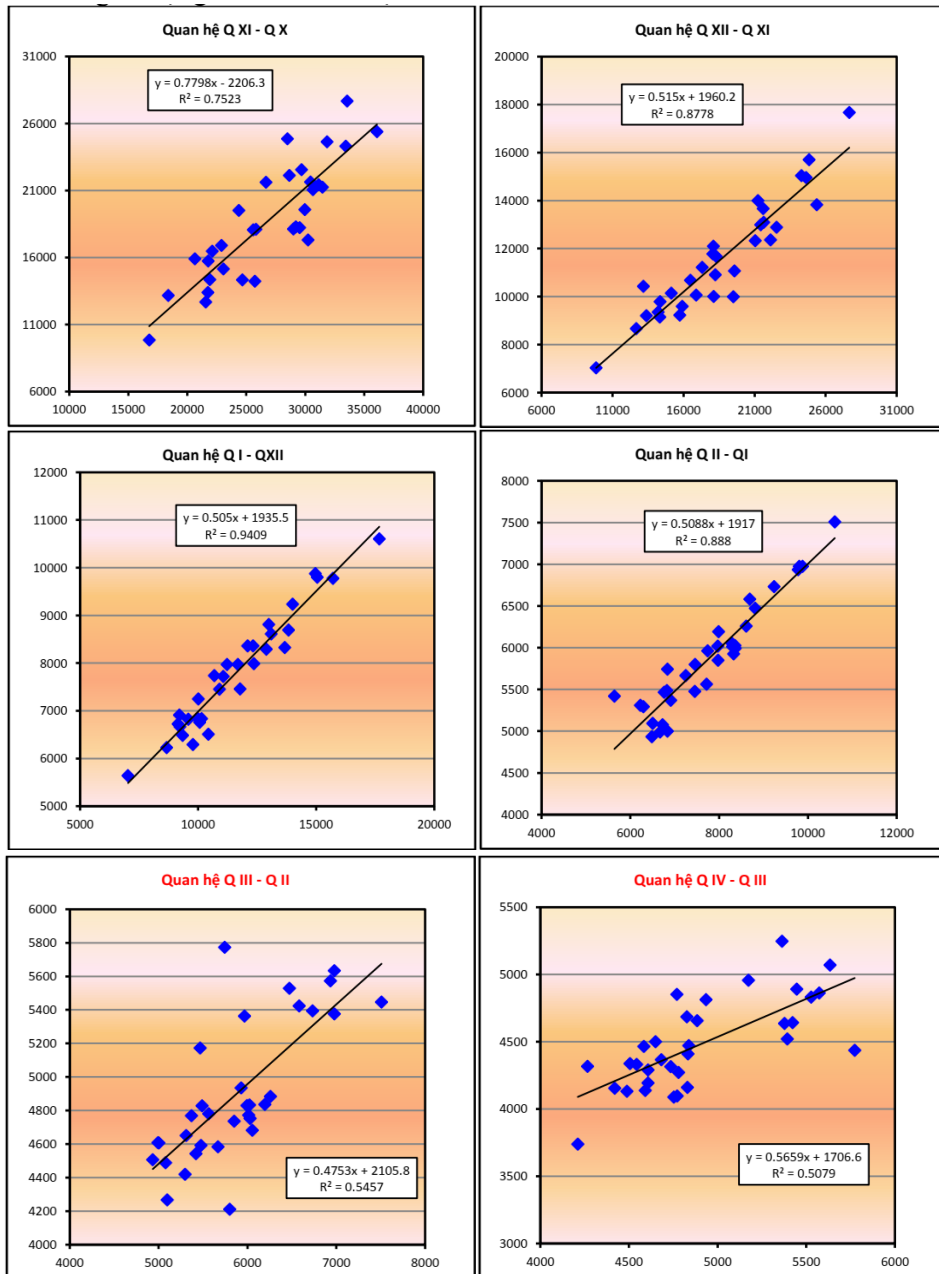 Quan hệ Q XI - Q X
31000
26000
21000
16000
11000
6000
y = 0.7798x - 2206.3
R² = 0.7523
10000 15000 20000 25000 30000 35000 40000
Quan hệ Q XII - Q XI
20000
18000
16000
14000
12000
10000
8000
6000
y = 0.515x + 1960.2
R² = 0.8778
6000 11000 16000 21000 26000 31000
Quan hệ Q I - QXII
12000
11000
10000
9000
8000
7000
6000
5000
y = 0.505x + 1935.5
R² = 0.9409
5000 10000 15000 20000
Quan hệ Q II - QI
8000
7500
7000
6500
6000
5500
5000
4500
4000
y = 0.5088x + 1917
R² = 0.888
4000 6000 8000 10000 12000
Quan hệ Q III - Q II
6000
5800
5600
5400
5200
5000
4800
4600
4400
4200
4000
y = 0.4753x + 2105.8
R² = 0.5457
4000 5000 6000 7000 8000
Quan hệ Q IV - Q III
5500
5000
4500
4000
3500
3000
y = 0.5659x + 1706.6
R² = 0.5079
4000 4500 5000 5500 6000